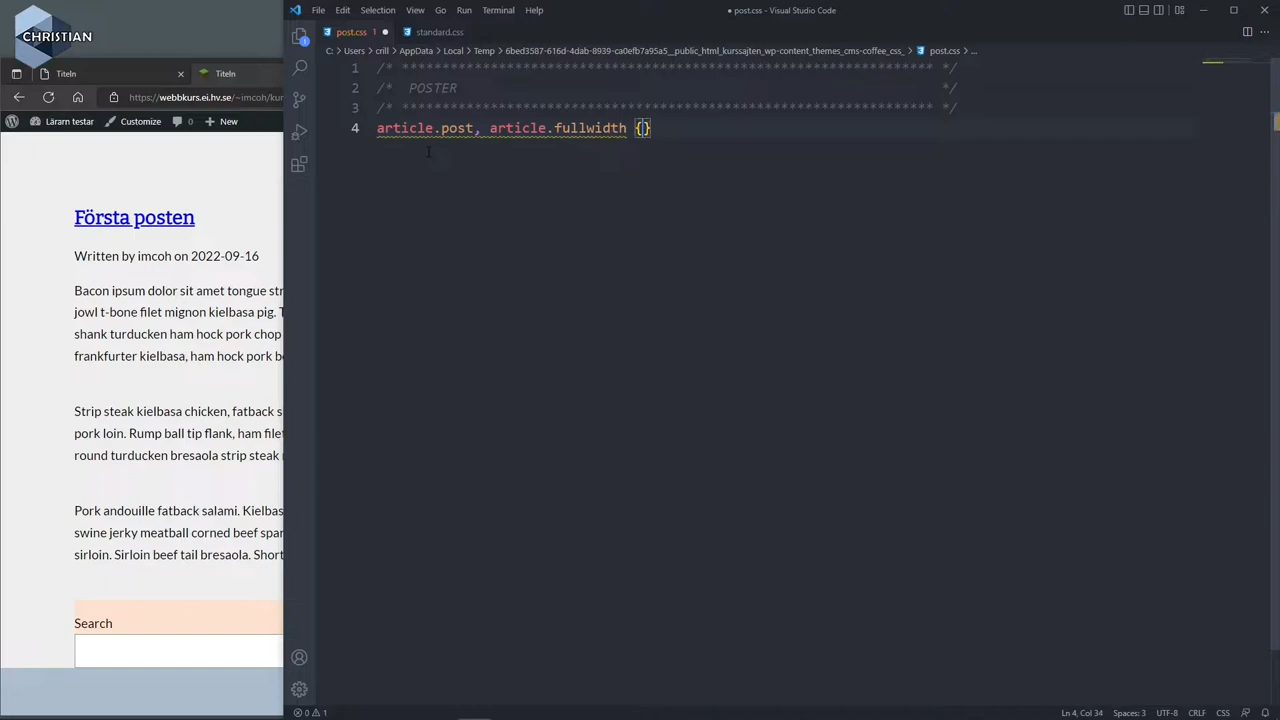 CHRISTIAN
File Edit Selection View Go Run Terminal Help
● post.css - Visual Studio Code
post.css 1 ● standard.css
C: > Users > crill > AppData > Local > Temp > 6bed3587-616d-4dab-8939-ca0efb7a95a5__public_html_kurssajten_wp-content_themes_cms-coffee_css_ > post.css > ...
1 /* ******************************************************************************* */
2 /*  POSTER */
3 /* ******************************************************************************* */
4 article.post, article.fullwidth {}
Titeln × Titeln
https://webbkurs.ei.hv.se/~imcoh/kur
Lärarn testar Customize 0 + New
Första posten
Written by imcoh on 2022-09-16
Bacon ipsum dolor sit amet tongue
jowl t-bone filet mignon kielbasa pig.
shank turducken ham hock pork chop
frankfurter kielbasa, ham hock pork
Strip steak kielbasa chicken, fatback
pork loin. Rump ball tip flank, ham
round turducken bresaola strip steak
Pork andouille fatback salami.
swine jerky meatball corned beef
sirloin. Sirloin beef tail bresaola. Short
Search
0 1 Ln 4, Col 34 Spaces: 3 UTF-8 CRLF CSS